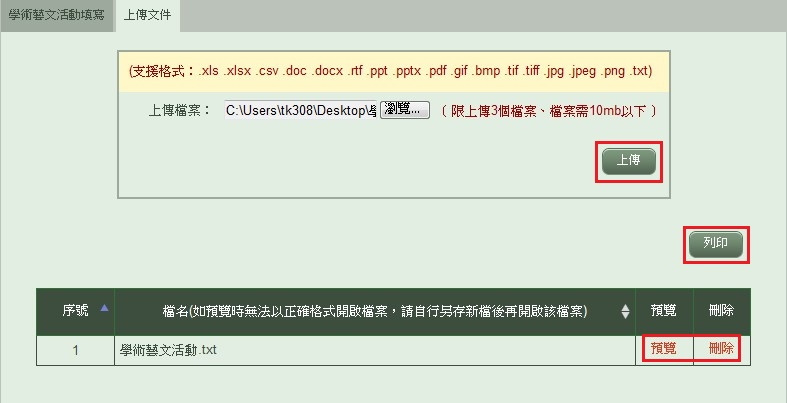 學術藝文活動填寫 上傳文件
(支援格式：.xls .xlsx .csv .doc .docx .rtf .ppt .pptx .pdf .gif .bmp .tif .tiff .jpg .jpeg .png .txt)
上傳檔案： C:\Users\tk308\Desktop\ 瀏覽... ( 限上傳3個檔案、檔案需10mb以下 )
上傳
列印
序號 檔名(如預覽時無法以正確格式開啟檔案，請自行另存新檔後再開啟該檔案) 預覽 刪除
1 學術藝文活動.txt 預覽 刪除